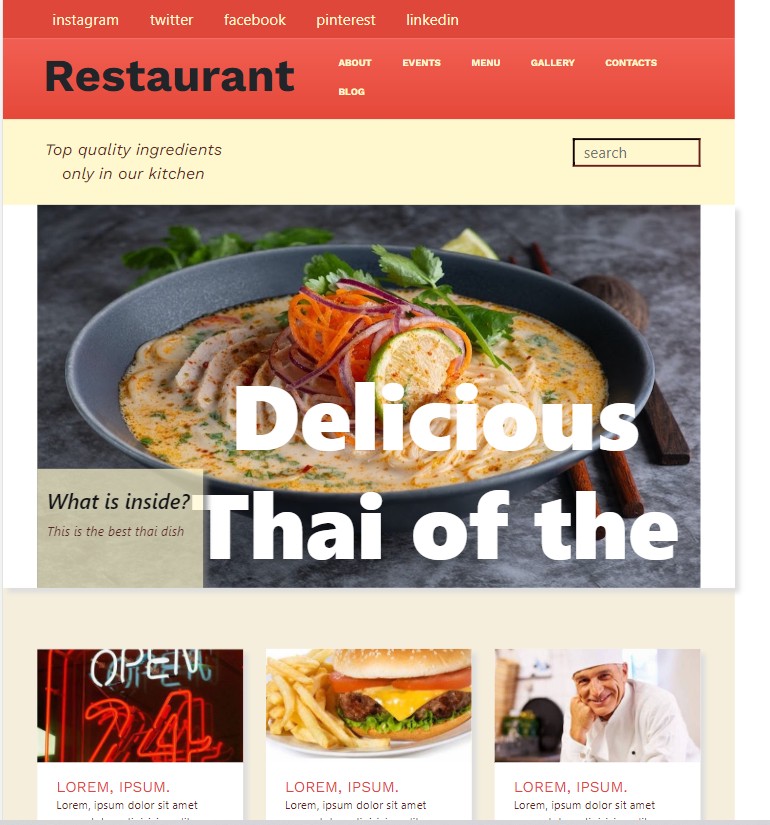 instagram twitter facebook pinterest linkedin
Restaurant
ABOUT EVENTS MENU GALLERY CONTACTS
BLOG
Top quality ingredients
only in our kitchen
search
Delicious
Thai of the
What is inside?
This is the best thai dish
OPEN
24
LOREM, IPSUM.
Lorem, ipsum dolor sit amet
LOREM, IPSUM.
Lorem, ipsum dolor sit amet
LOREM, IPSUM.
Lorem, ipsum dolor sit amet